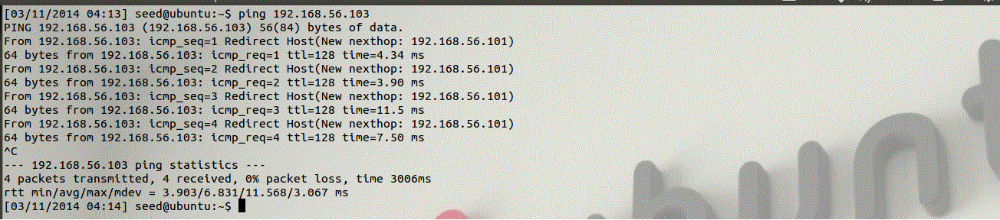 [03/11/2014 04:13] seed@ubuntu:~$ ping 192.168.56.103
PING 192.168.56.103 (192.168.56.103) 56(84) bytes of data.
From 192.168.56.103: icmp_seq=1 Redirect Host(New nexthop: 192.168.56.101)
64 bytes from 192.168.56.103: icmp_req=1 ttl=128 time=4.34 ms
From 192.168.56.103: icmp_seq=2 Redirect Host(New nexthop: 192.168.56.101)
64 bytes from 192.168.56.103: icmp_req=2 ttl=128 time=3.90 ms
From 192.168.56.103: icmp_seq=3 Redirect Host(New nexthop: 192.168.56.101)
64 bytes from 192.168.56.103: icmp_req=3 ttl=128 time=11.5 ms
From 192.168.56.103: icmp_seq=4 Redirect Host(New nexthop: 192.168.56.101)
64 bytes from 192.168.56.103: icmp_req=4 ttl=128 time=7.50 ms
^C
--- 192.168.56.103 ping statistics ---
4 packets transmitted, 4 received, 0% packet loss, time 3006ms
rtt min/avg/max/mdev = 3.903/6.831/11.568/3.067 ms
[03/11/2014 04:14] seed@ubuntu:~$